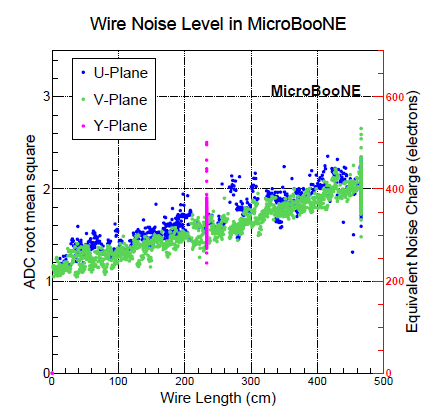 Wire Noise Level in MicroBooNE
U-Plane
V-Plane
Y-Plane
MicroBooNE
ADC root mean square
3
2
1
0
600
400
200
0
Equivalent Noise Charge (electrons)
0 100 200 300 400 500
Wire Length (cm)